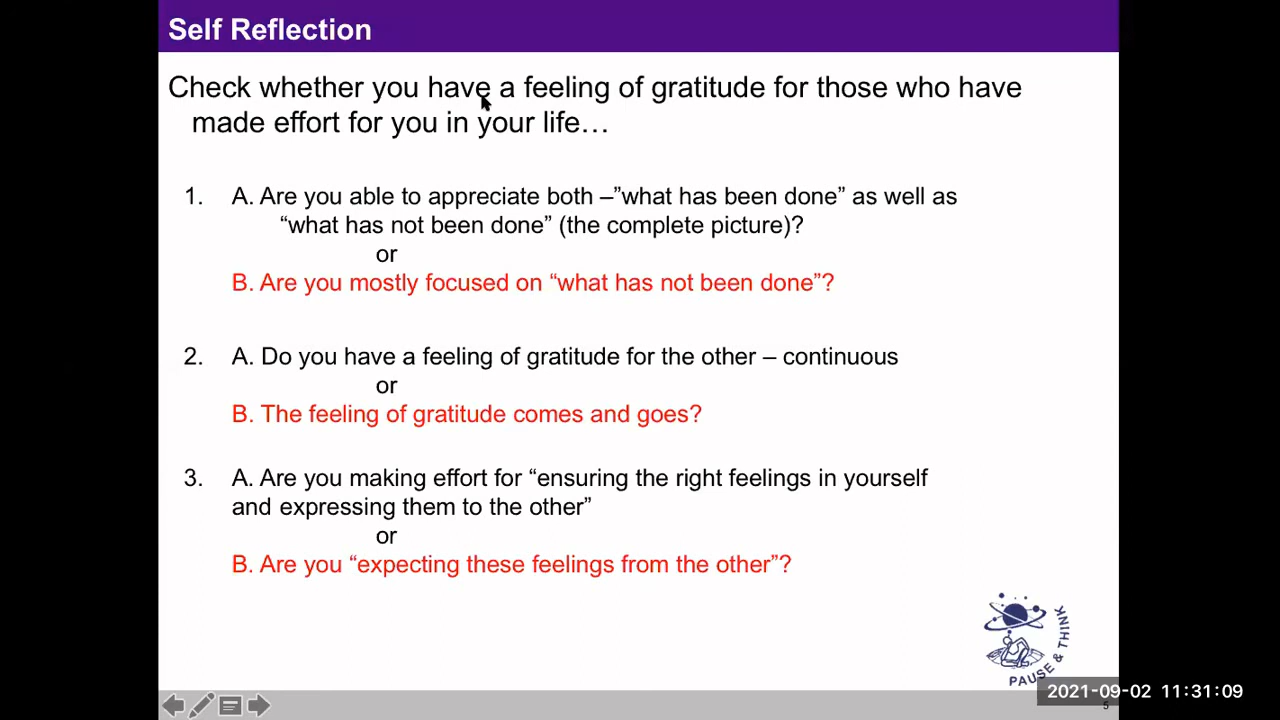 Self Reflection
Check whether you have a feeling of gratitude for those who have
made effort for you in your life…
1. A. Are you able to appreciate both –”what has been done” as well as
“what has not been done” (the complete picture)?
or
B. Are you mostly focused on “what has not been done”?
2. A. Do you have a feeling of gratitude for the other – continuous
or
B. The feeling of gratitude comes and goes?
3. A. Are you making effort for “ensuring the right feelings in yourself
and expressing them to the other”
or
B. Are you “expecting these feelings from the other”?
PAUSE & THINK
2021-09-02 11:31:09
5